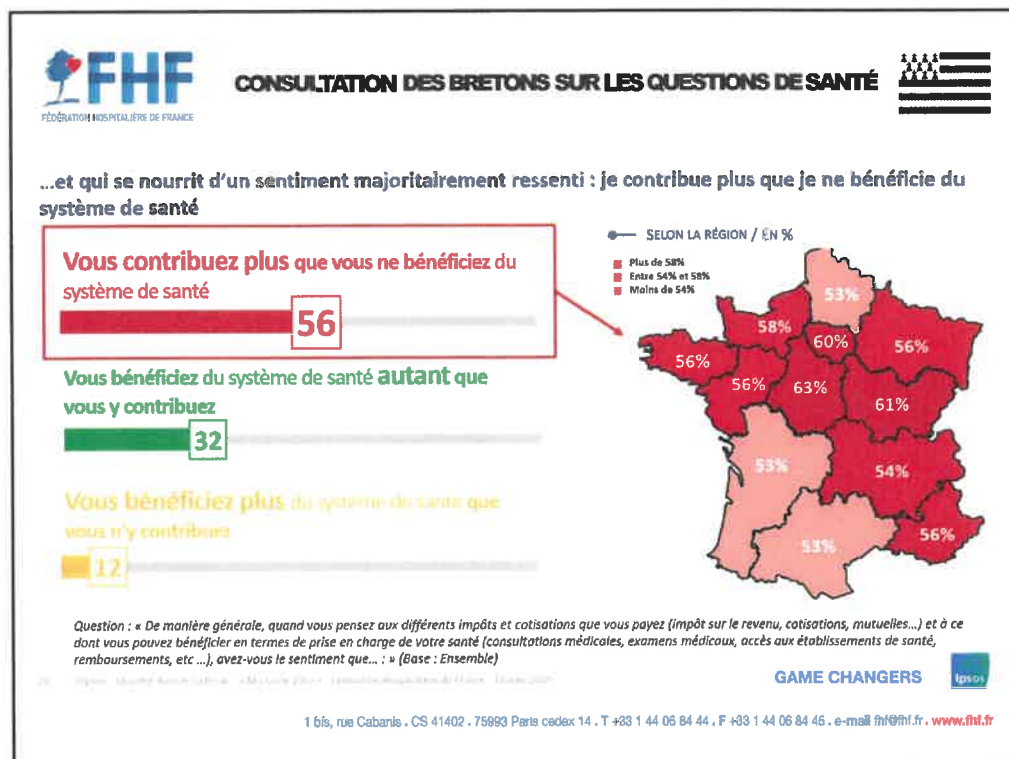 FHF
FÉDÉRATION HOSPITALIÈRE DE FRANCE
CONSULTATION DES BRETONS SUR LES QUESTIONS DE SANTÉ
...et qui se nourrit d'un sentiment majoritairement ressenti : je contribue plus que je ne bénéficie du
système de santé
Vous contribuez plus que vous ne bénéficiez du
système de santé
56
Vous bénéficiez du système de santé autant que
vous y contribuez
32
Vous bénéficiez plus du système de santé que
vous n'y contribuez
12
SELON LA RÉGION / EN %
Plus de 58%
Entre 54% et 58%
Moins de 54%
53%
58%
60%
56%
56%
56%
63%
61%
53%
54%
53%
56%
Question : « De manière générale, quand vous pensez aux différents impôts et cotisations que vous payez (impôt sur le revenu, cotisations, mutuelles...) et à ce
dont vous pouvez bénéficier en termes de prise en charge de votre santé (consultations médicales, examens médicaux, accès aux établissements de santé,
remboursements, etc ...), avez-vous le sentiment que... : » (Base : Ensemble)
GAME CHANGERS
Ipsos
1 bis, rue Cabanis . CS 41402 . 75993 Paris cedex 14 . T +33 1 44 06 84 44 . F +33 1 44 06 84 45 . e-mail fhf@fhf.fr . www.fhf.fr